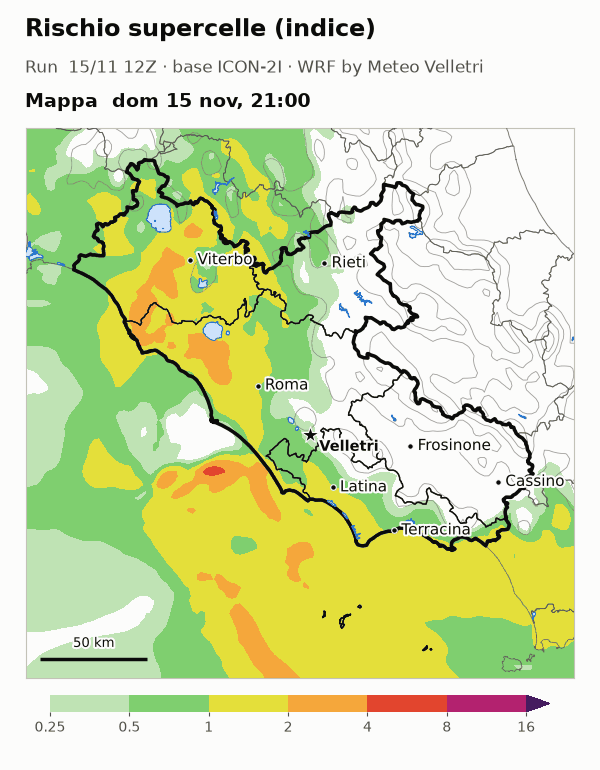 Rischio supercelle (indice)
Run  15/11 12Z · base ICON-2I · WRF by Meteo Velletri
Mappa  dom 15 nov, 21:00
Viterbo
Rieti
Roma
Velletri
Frosinone
Cassino
Latina
Terracina
50 km
0.25 0.5 1 2 4 8 16